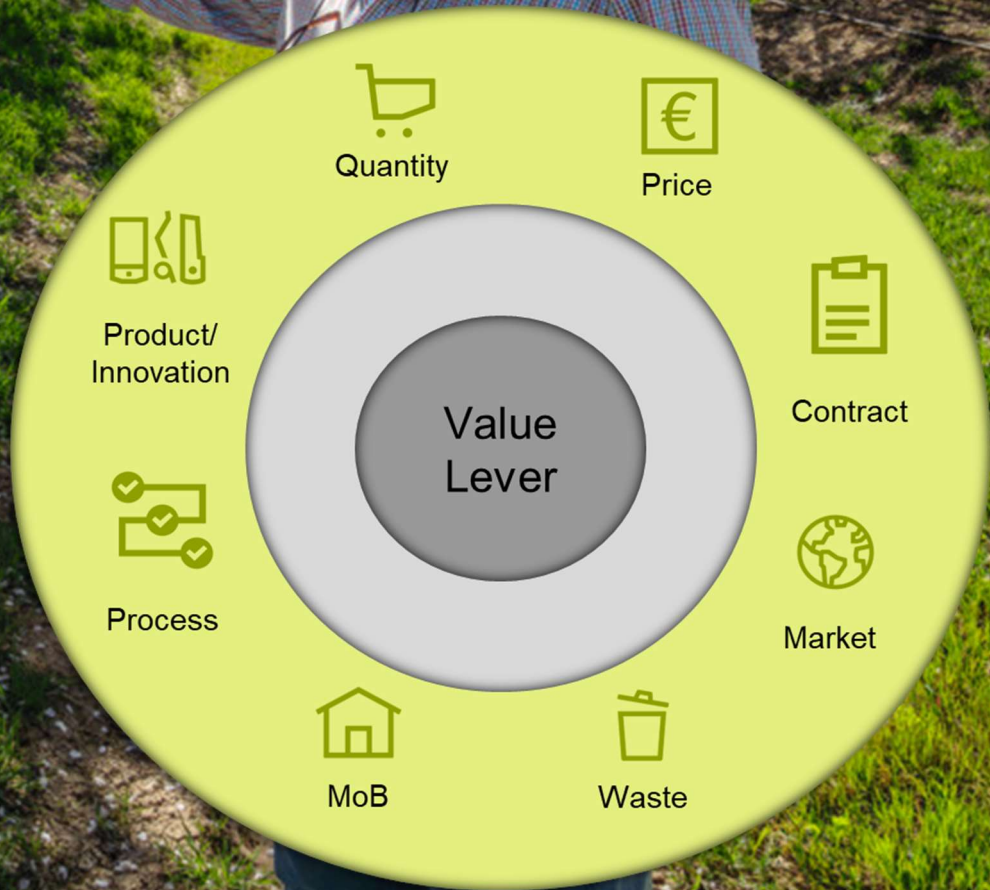 Quantity
€
Price
Product/
Innovation
Contract
Value
Lever
Process
Market
MoB
Waste